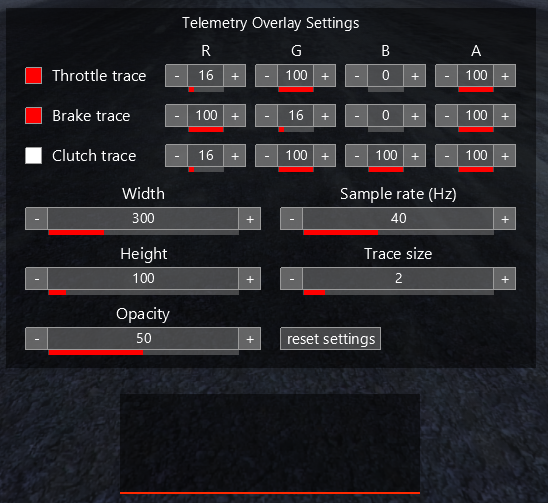 Telemetry Overlay Settings
R G B A
Throttle trace - 16 + - 100 + - 0 + - 100 +
Brake trace - 100 + - 16 + - 0 + - 100 +
Clutch trace - 16 + - 100 + - 100 + - 100 +
Width Sample rate (Hz)
- 300 + - 40 +
Height Trace size
- 100 + - 2 +
Opacity
- 50 + reset settings